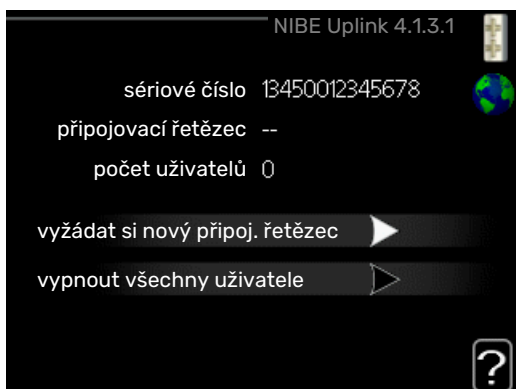 NIBE Uplink 4.1.3.1
sériové číslo 13450012345678
připojovací řetězec --
počet uživatelů 0
vyžádat si nový připoj. řetězec
vypnout všechny uživatele
?